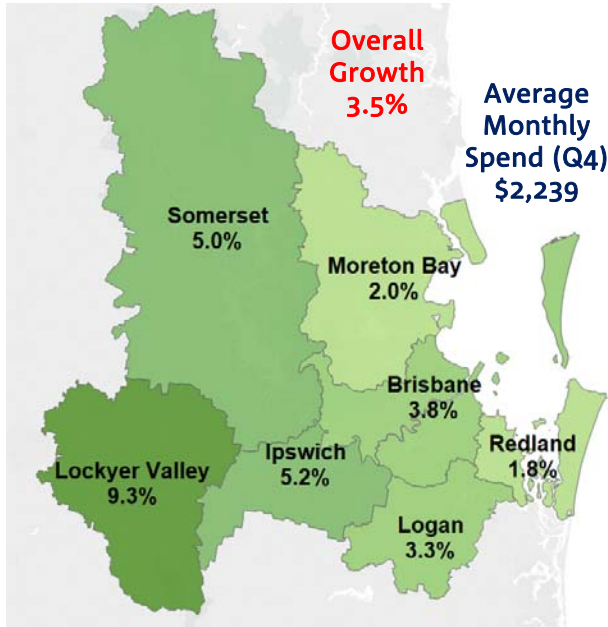 Overall
Growth
3.5%
Average
Monthly
Spend (Q4)
$2,239
Somerset
5.0%
Moreton Bay
2.0%
Brisbane
3.8%
Redland
1.8%
Ipswich
5.2%
Lockyer Valley
9.3%
Logan
3.3%